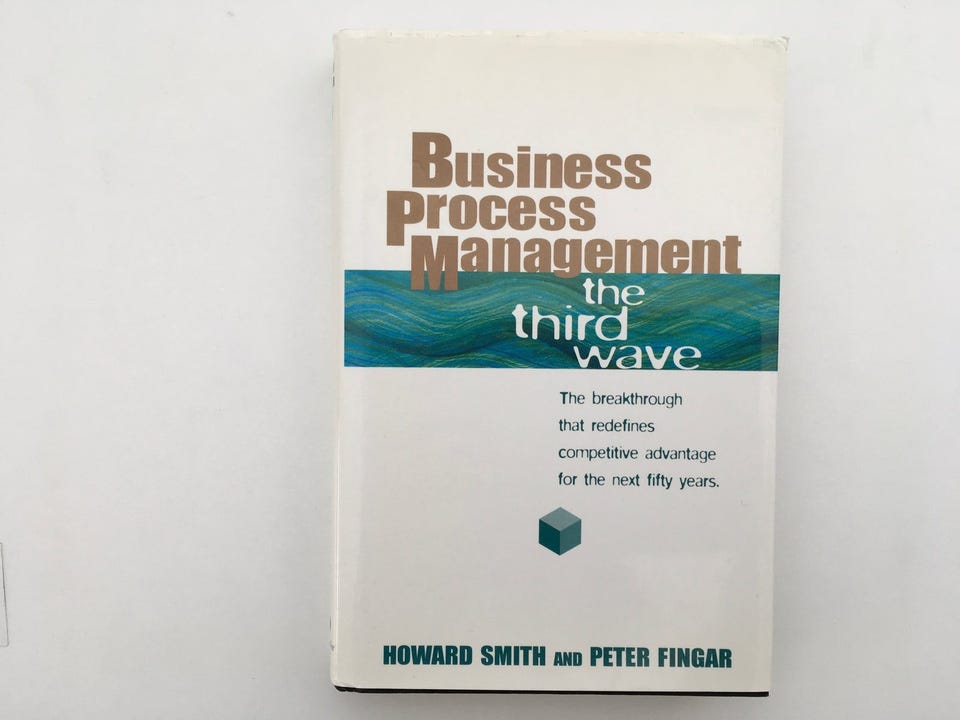 Business
Process
Management
the
third
wave
The breakthrough
that redefines
competitive advantage
for the next fifty years.
HOWARD SMITH AND PETER FINGAR